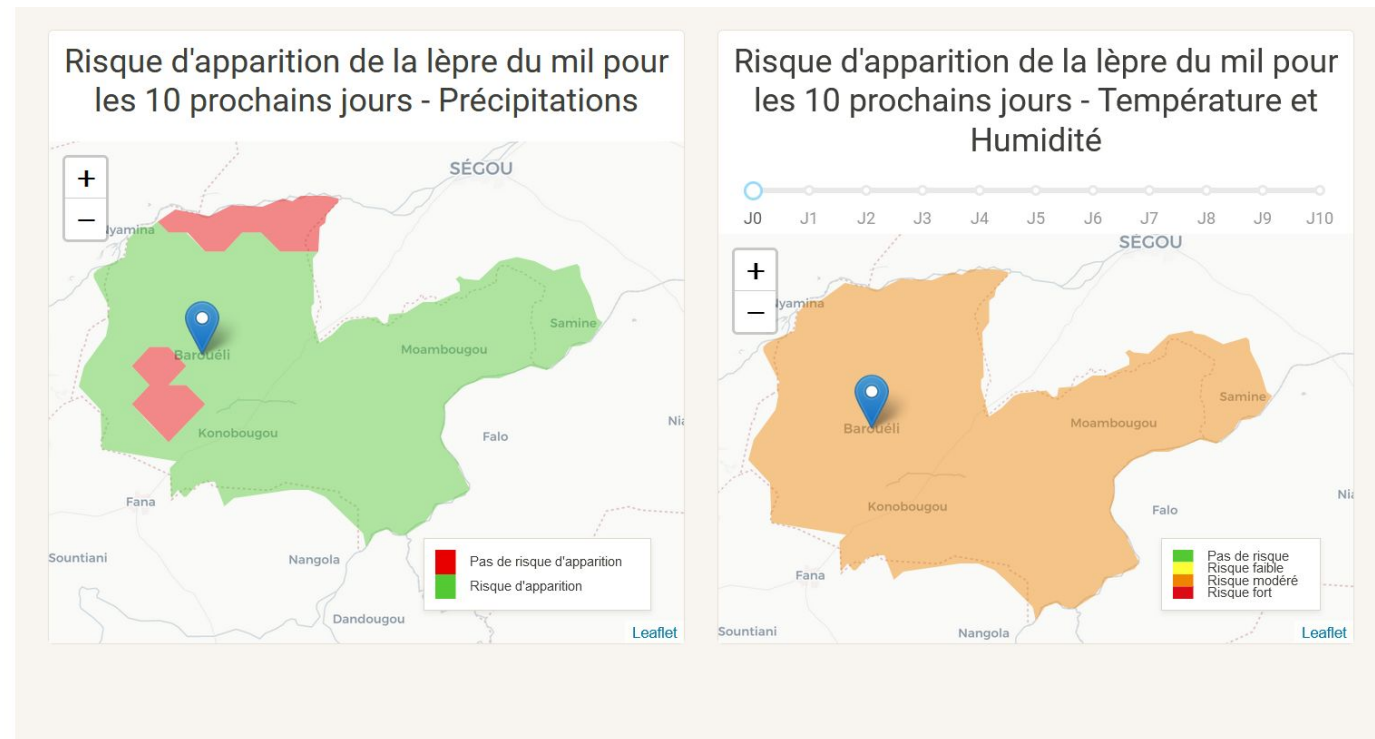 Risque d'apparition de la lèpre du mil pour
les 10 prochains jours - Précipitations
+
−
SÉGOU
Nyamina
Samine
Barouéli
Moambougou
Konobougou
Falo
Fana
Sountiani
Nangola
Dandougou
Pas de risque d'apparition
Risque d'apparition
Leaflet
Risque d'apparition de la lèpre du mil pour
les 10 prochains jours - Température et
Humidité
J0 J1 J2 J3 J4 J5 J6 J7 J8 J9 J10
SÉGOU
+
−
Nyamina
Samine
Barouéli
Moambougou
Konobougou
Falo
Fana
Sountiani
Nangola
Pas de risque
Risque faible
Risque modéré
Risque fort
Leaflet